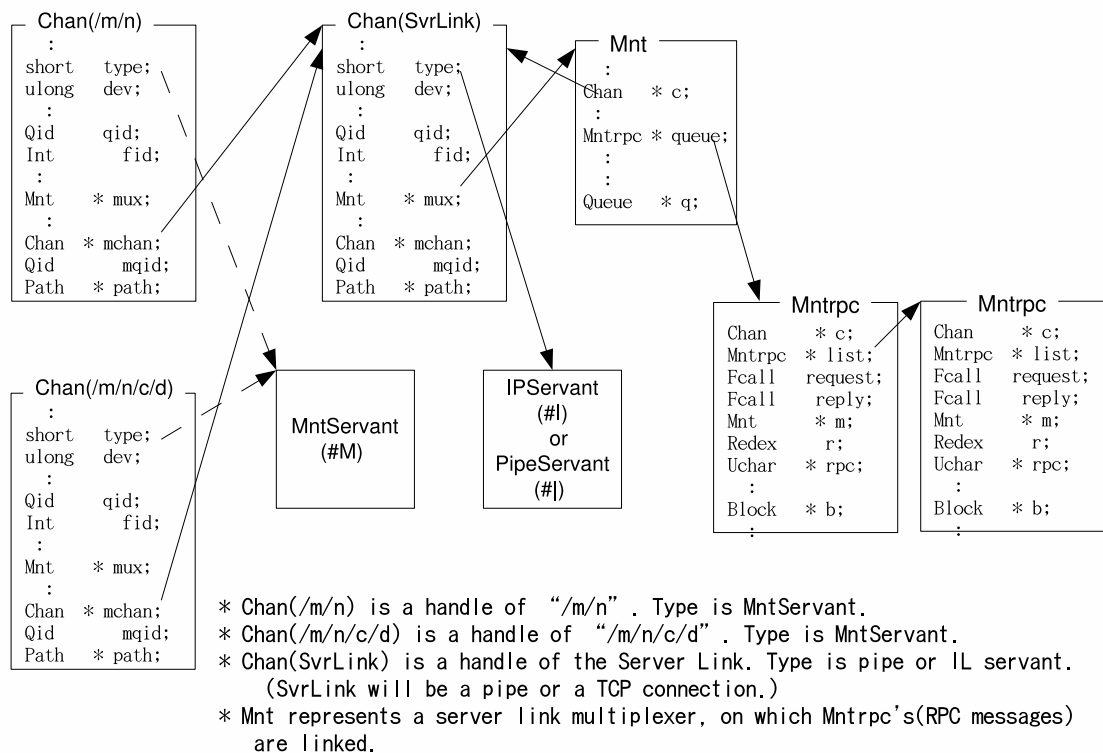 Chan(/m/n)
:
short type;
ulong dev;
:
Qid qid;
Int fid;
:
Mnt * mux;
:
Chan * mchan;
Qid mqid;
Path * path;
Chan(SvrLink)
:
short type;
ulong dev;
:
Qid qid;
Int fid;
:
Mnt * mux;
:
Chan * mchan;
Qid mqid;
Path * path;
Mnt
:
Chan * c;
:
Mntrpc * queue;
:
:
Queue * q;
Mntrpc
Chan * c;
Mntrpc * list;
Fcall request;
Fcall reply;
Mnt * m;
Redex r;
Uchar * rpc;
:
Block * b;
:
Mntrpc
Chan * c;
Mntrpc * list;
Fcall request;
Fcall reply;
Mnt * m;
Redex r;
Uchar * rpc;
:
Block * b;
:
Chan(/m/n/c/d)
:
short type;
ulong dev;
:
Qid qid;
Int fid;
:
Mnt * mux;
:
Chan * mchan;
Qid mqid;
Path * path;
MntServant
(#M)
IPServant
(#I)
or
PipeServant
(#|)
* Chan(/m/n) is a handle of “/m/n”. Type is MntServant.
* Chan(/m/n/c/d) is a handle of “/m/n/c/d”. Type is MntServant.
* Chan(SvrLink) is a handle of the Server Link. Type is pipe or IL servant.
(SvrLink will be a pipe or a TCP connection.)
* Mnt represents a server link multiplexer, on which Mntrpc's(RPC messages)
are linked.